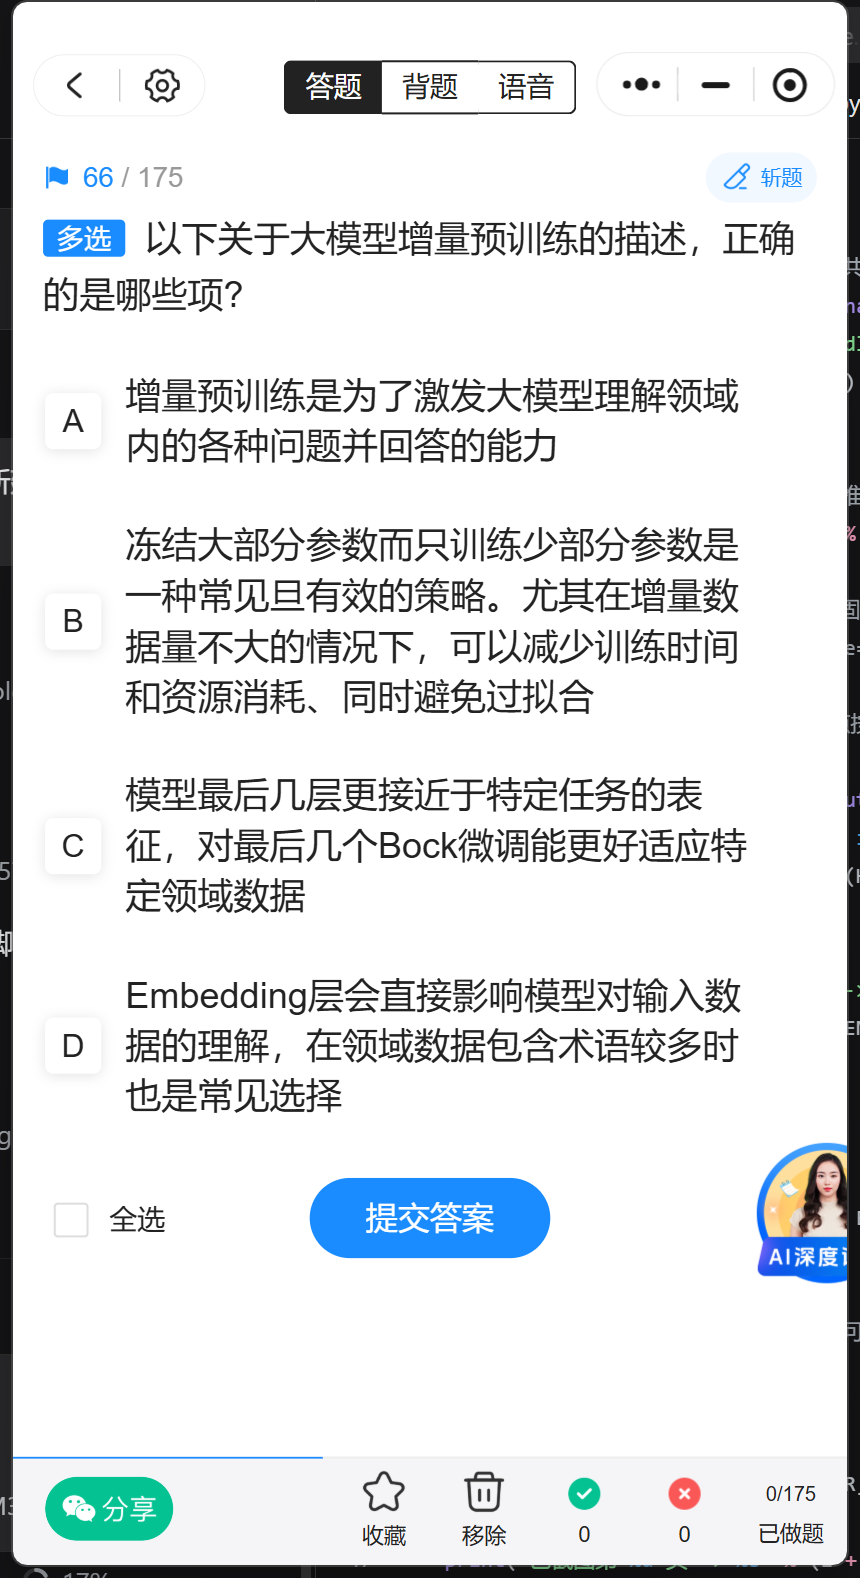 答题
背题
语音
66 / 175
斩题
多选 以下关于大模型增量预训练的描述，正确
的是哪些项?
A
增量预训练是为了激发大模型理解领域
内的各种问题并回答的能力
B
冻结大部分参数而只训练少部分参数是
一种常见且有效的策略。尤其在增量数
据量不大的情况下，可以减少训练时间
和资源消耗、同时避免过拟合
C
模型最后几层更接近于特定任务的表
征，对最后几个Bock微调能更好适应特
定领域数据
D
Embedding层会直接影响模型对输入数
据的理解，在领域数据包含术语较多时
也是常见选择
全选
提交答案
AI深度
分享
收藏
移除
0
0
0/175
已做题